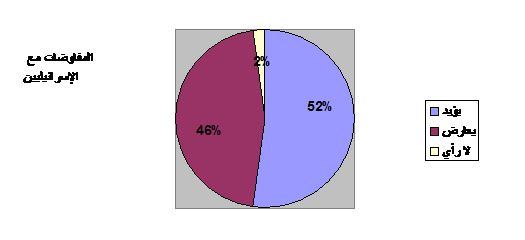 المفاوضات مع
الإسرائيليين
2%
52%
46%
يؤيد
يعارض
لا رأي